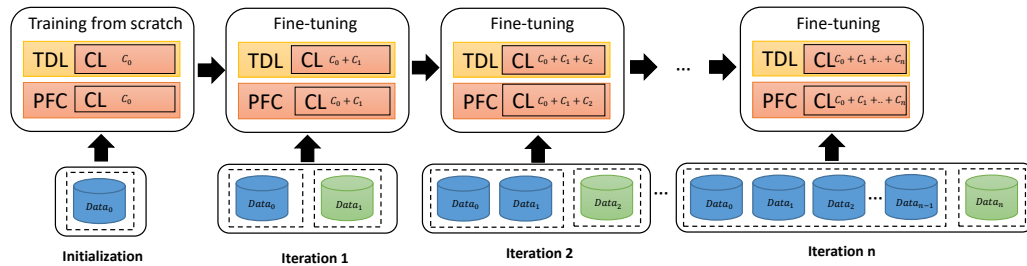 Training from scratch
TDL CL C₀
PFC CL C₀
Fine-tuning
TDL CL C₀ + C₁
PFC CL C₀ + C₁
Fine-tuning
TDL CL C₀ + C₁ + C₂
PFC CL C₀ + C₁ + C₂
...
Fine-tuning
TDL CL C₀ + C₁ +..+ Cₙ
PFC CL C₀ + C₁ +..+ Cₙ
Data₀
Initialization
Data₀ Data₁
Iteration 1
Data₀ Data₁ Data₂
Iteration 2
...
Data₀ Data₁ Data₂ ... Dataₙ₋₁ Dataₙ
Iteration n